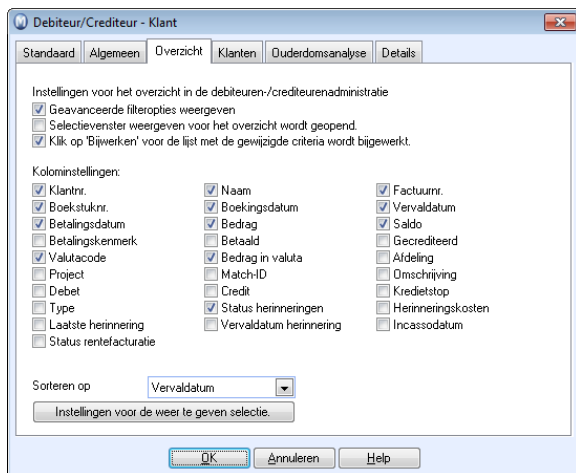 Debiteur/Crediteur - Klant
Standaard Algemeen Overzicht Klanten Ouderdomsanalyse Details
Instellingen voor het overzicht in de debiteuren-/crediteurenadministratie
Geavanceerde filteropties weergeven
Selectievenster weergeven voor het overzicht wordt geopend.
Klik op 'Bijwerken' voor de lijst met de gewijzigde criteria wordt bijgewerkt.
Kolominstellingen:
Klantnr. Naam Factuurnr.
Boekstuknr. Boekingsdatum Vervaldatum
Betalingsdatum Bedrag Saldo
Betalingskenmerk Betaald Gecrediteerd
Valutacode Bedrag in valuta Afdeling
Project Match-ID Omschrijving
Debet Credit Kredietstop
Type Status herinneringen Herinneringskosten
Laatste herinnering Vervaldatum herinnering Incassodatum
Status rentefacturatie
Sorteren op Vervaldatum
Instellingen voor de weer te geven selectie.
OK Annuleren Help